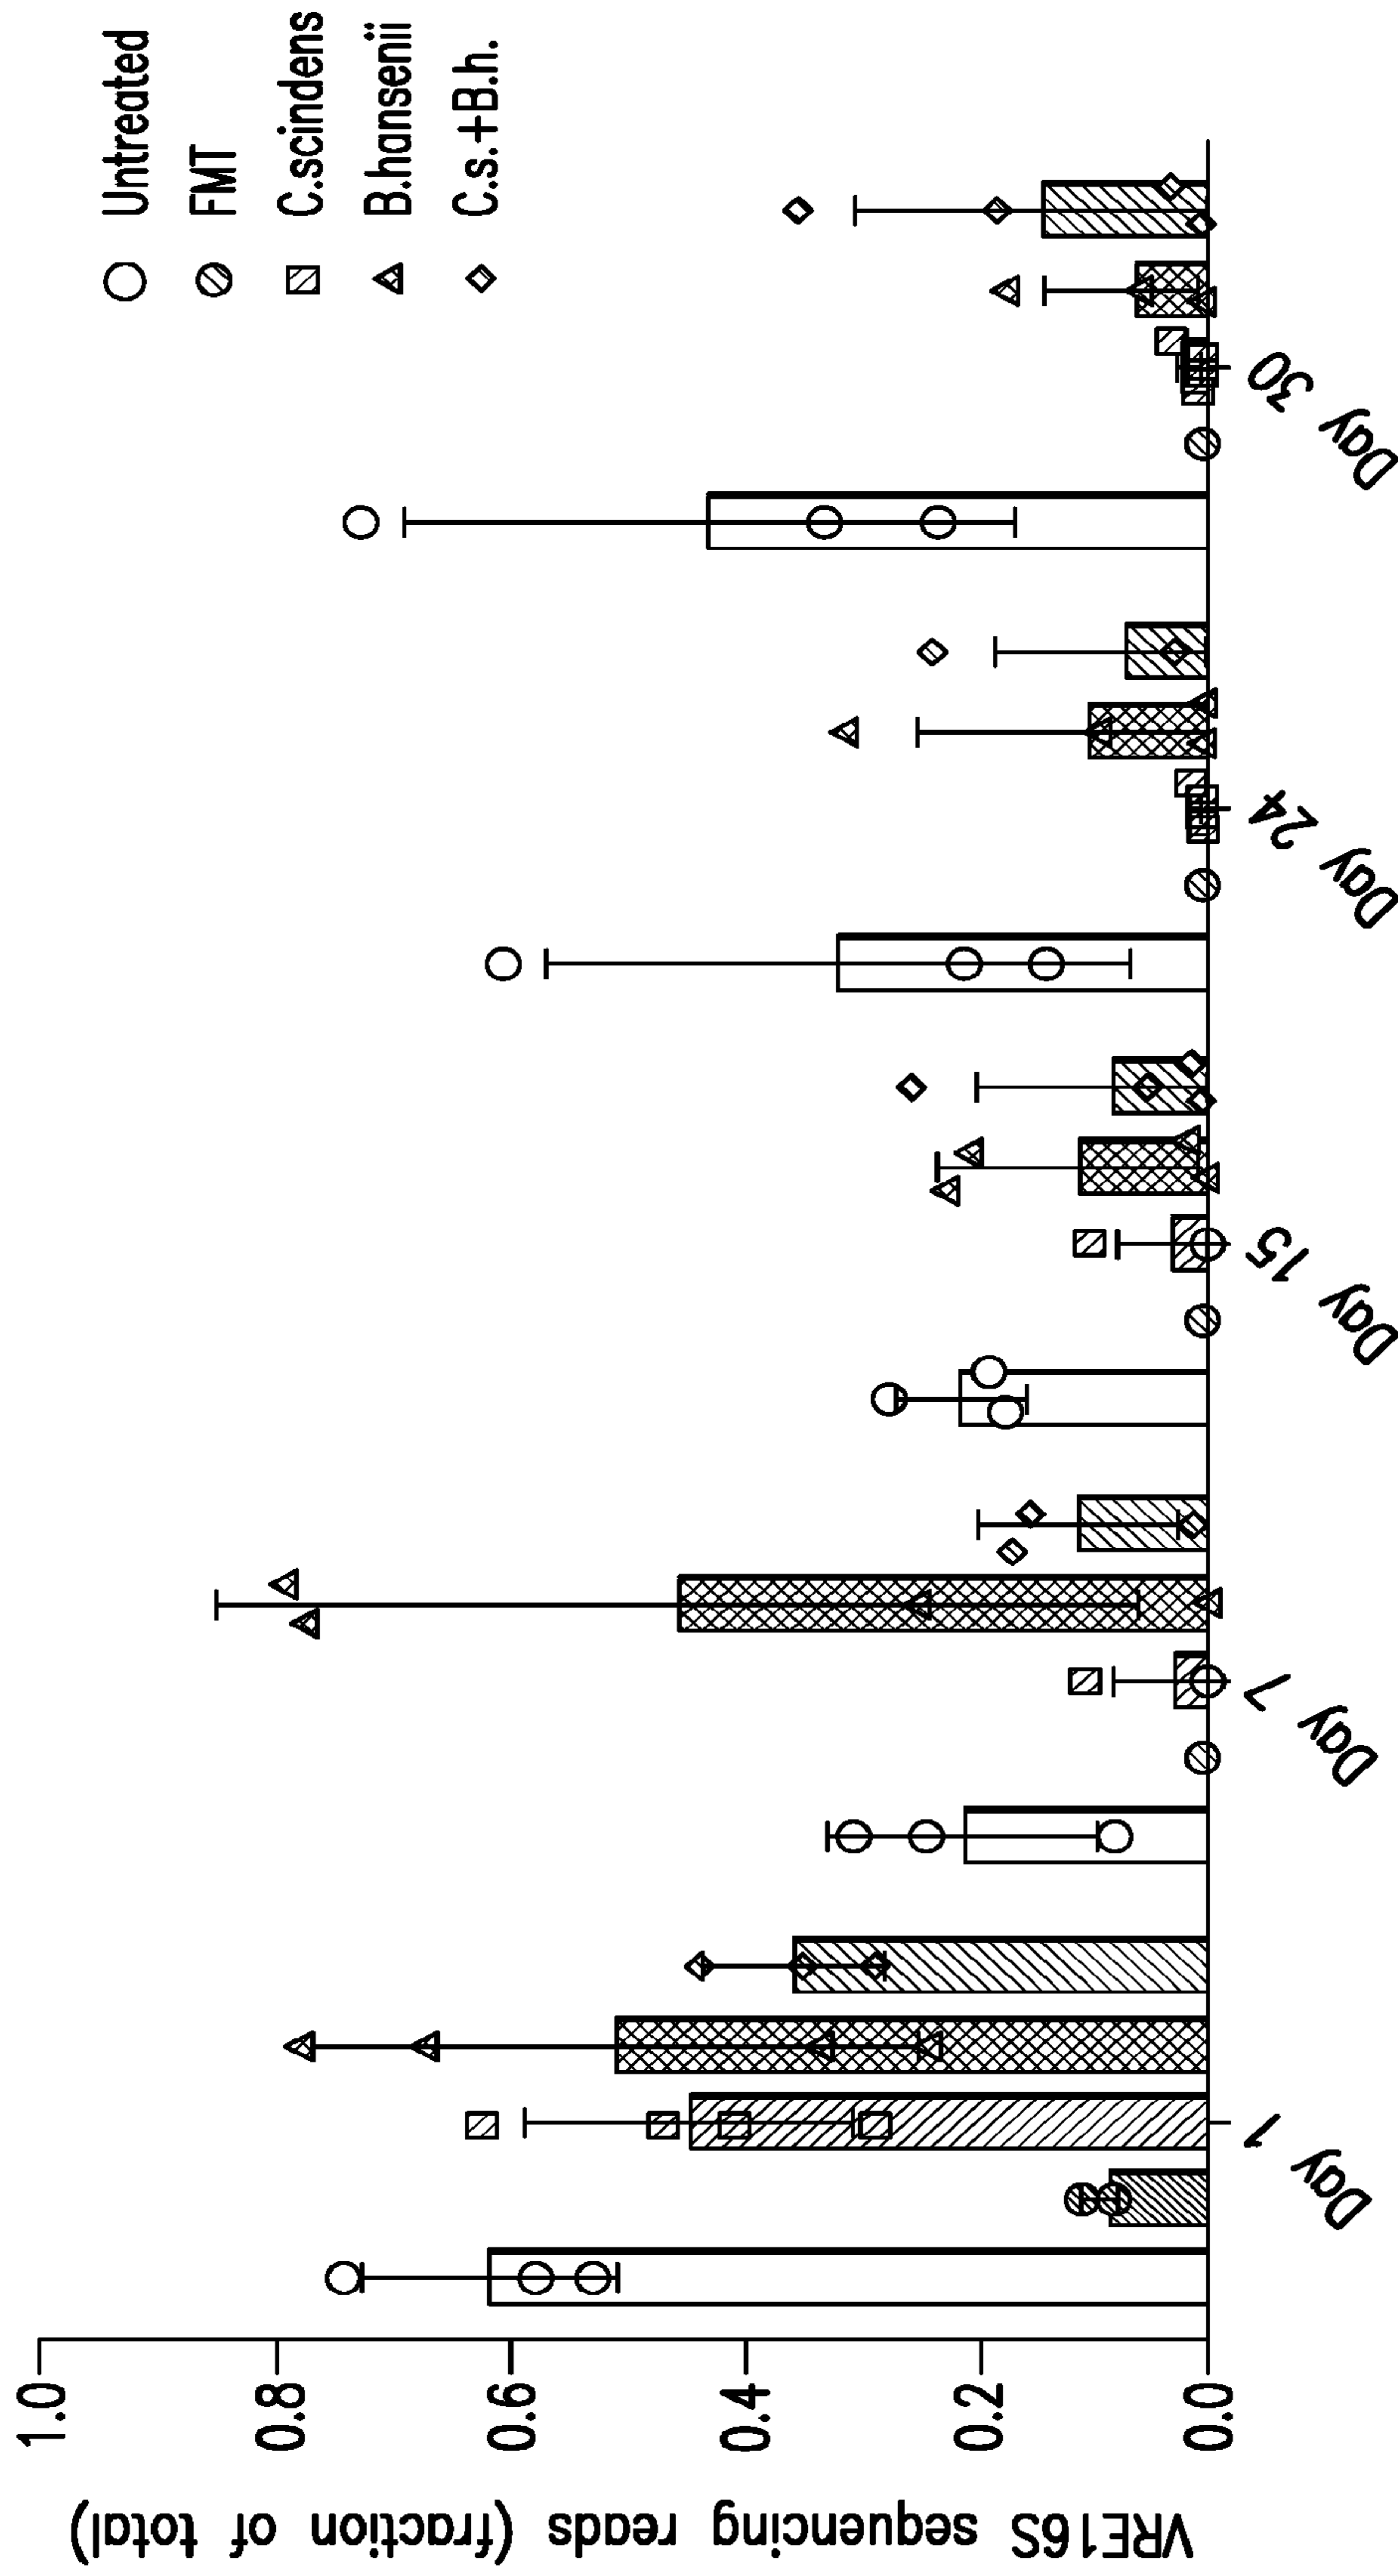 Untreated
FMT
C.scindens
B.hansenii
C.s.+B.h.
VRE16S sequencing reads (fraction of total)
1.0
0.8
0.6
0.4
0.2
0.0
Day 1
Day 7
Day 15
Day 24
Day 30